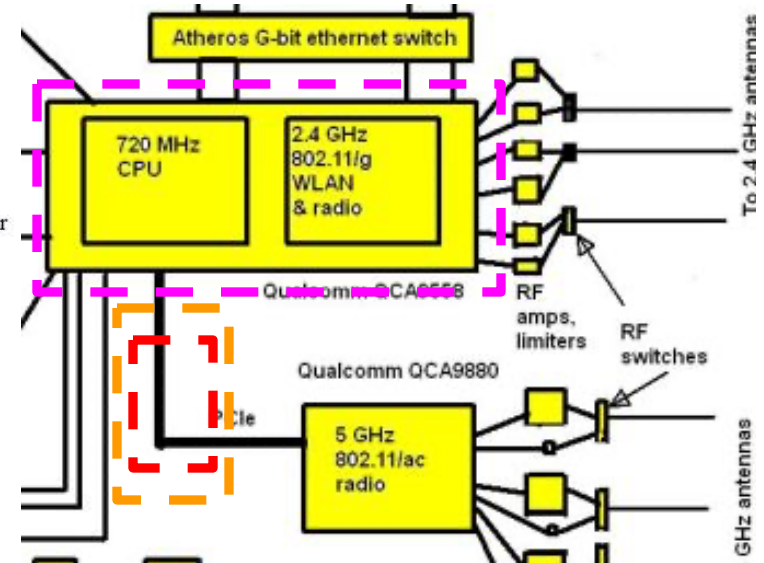 Atheros G-bit ethernet switch
720 MHz
CPU
2.4 GHz
802.11/g
WLAN
& radio
To 2.4 GHz antennas
r
Qualcomm QCA9558
RF
amps,
limiters
RF
switches
Qualcomm QCA9880
PCIe
5 GHz
802.11/ac
radio
GHz antennas